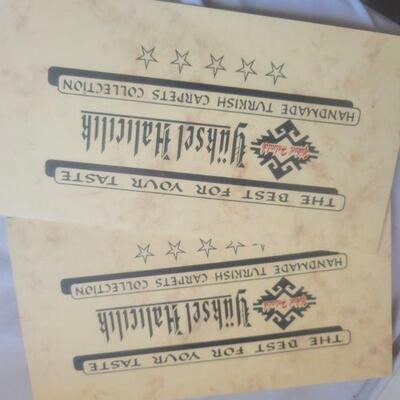 THE BEST FOR YOUR TASTE
Yüksel Halıcılık
HANDMADE TURKISH CARPETS COLLECTION
THE BEST FOR YOUR TASTE
Yüksel Halıcılık
HANDMADE TURKISH CARPETS COLLECTION